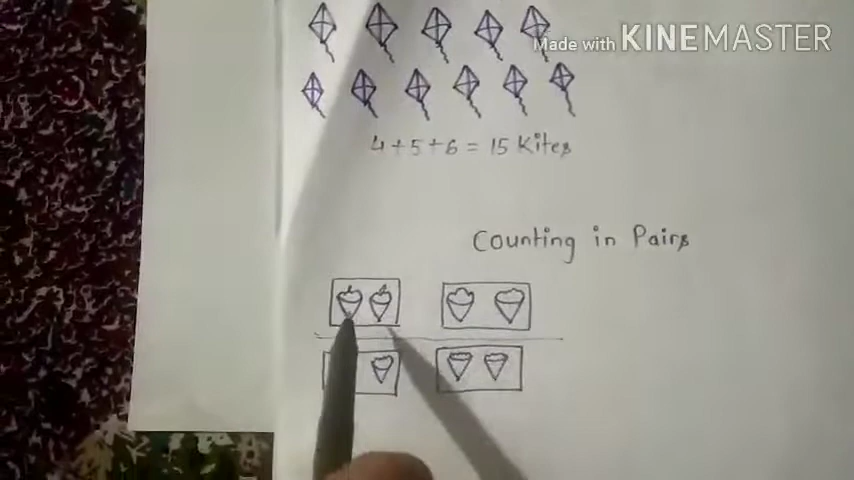 Made with KINEMASTER
4+5+6 = 15 Kites
Counting in Pairs